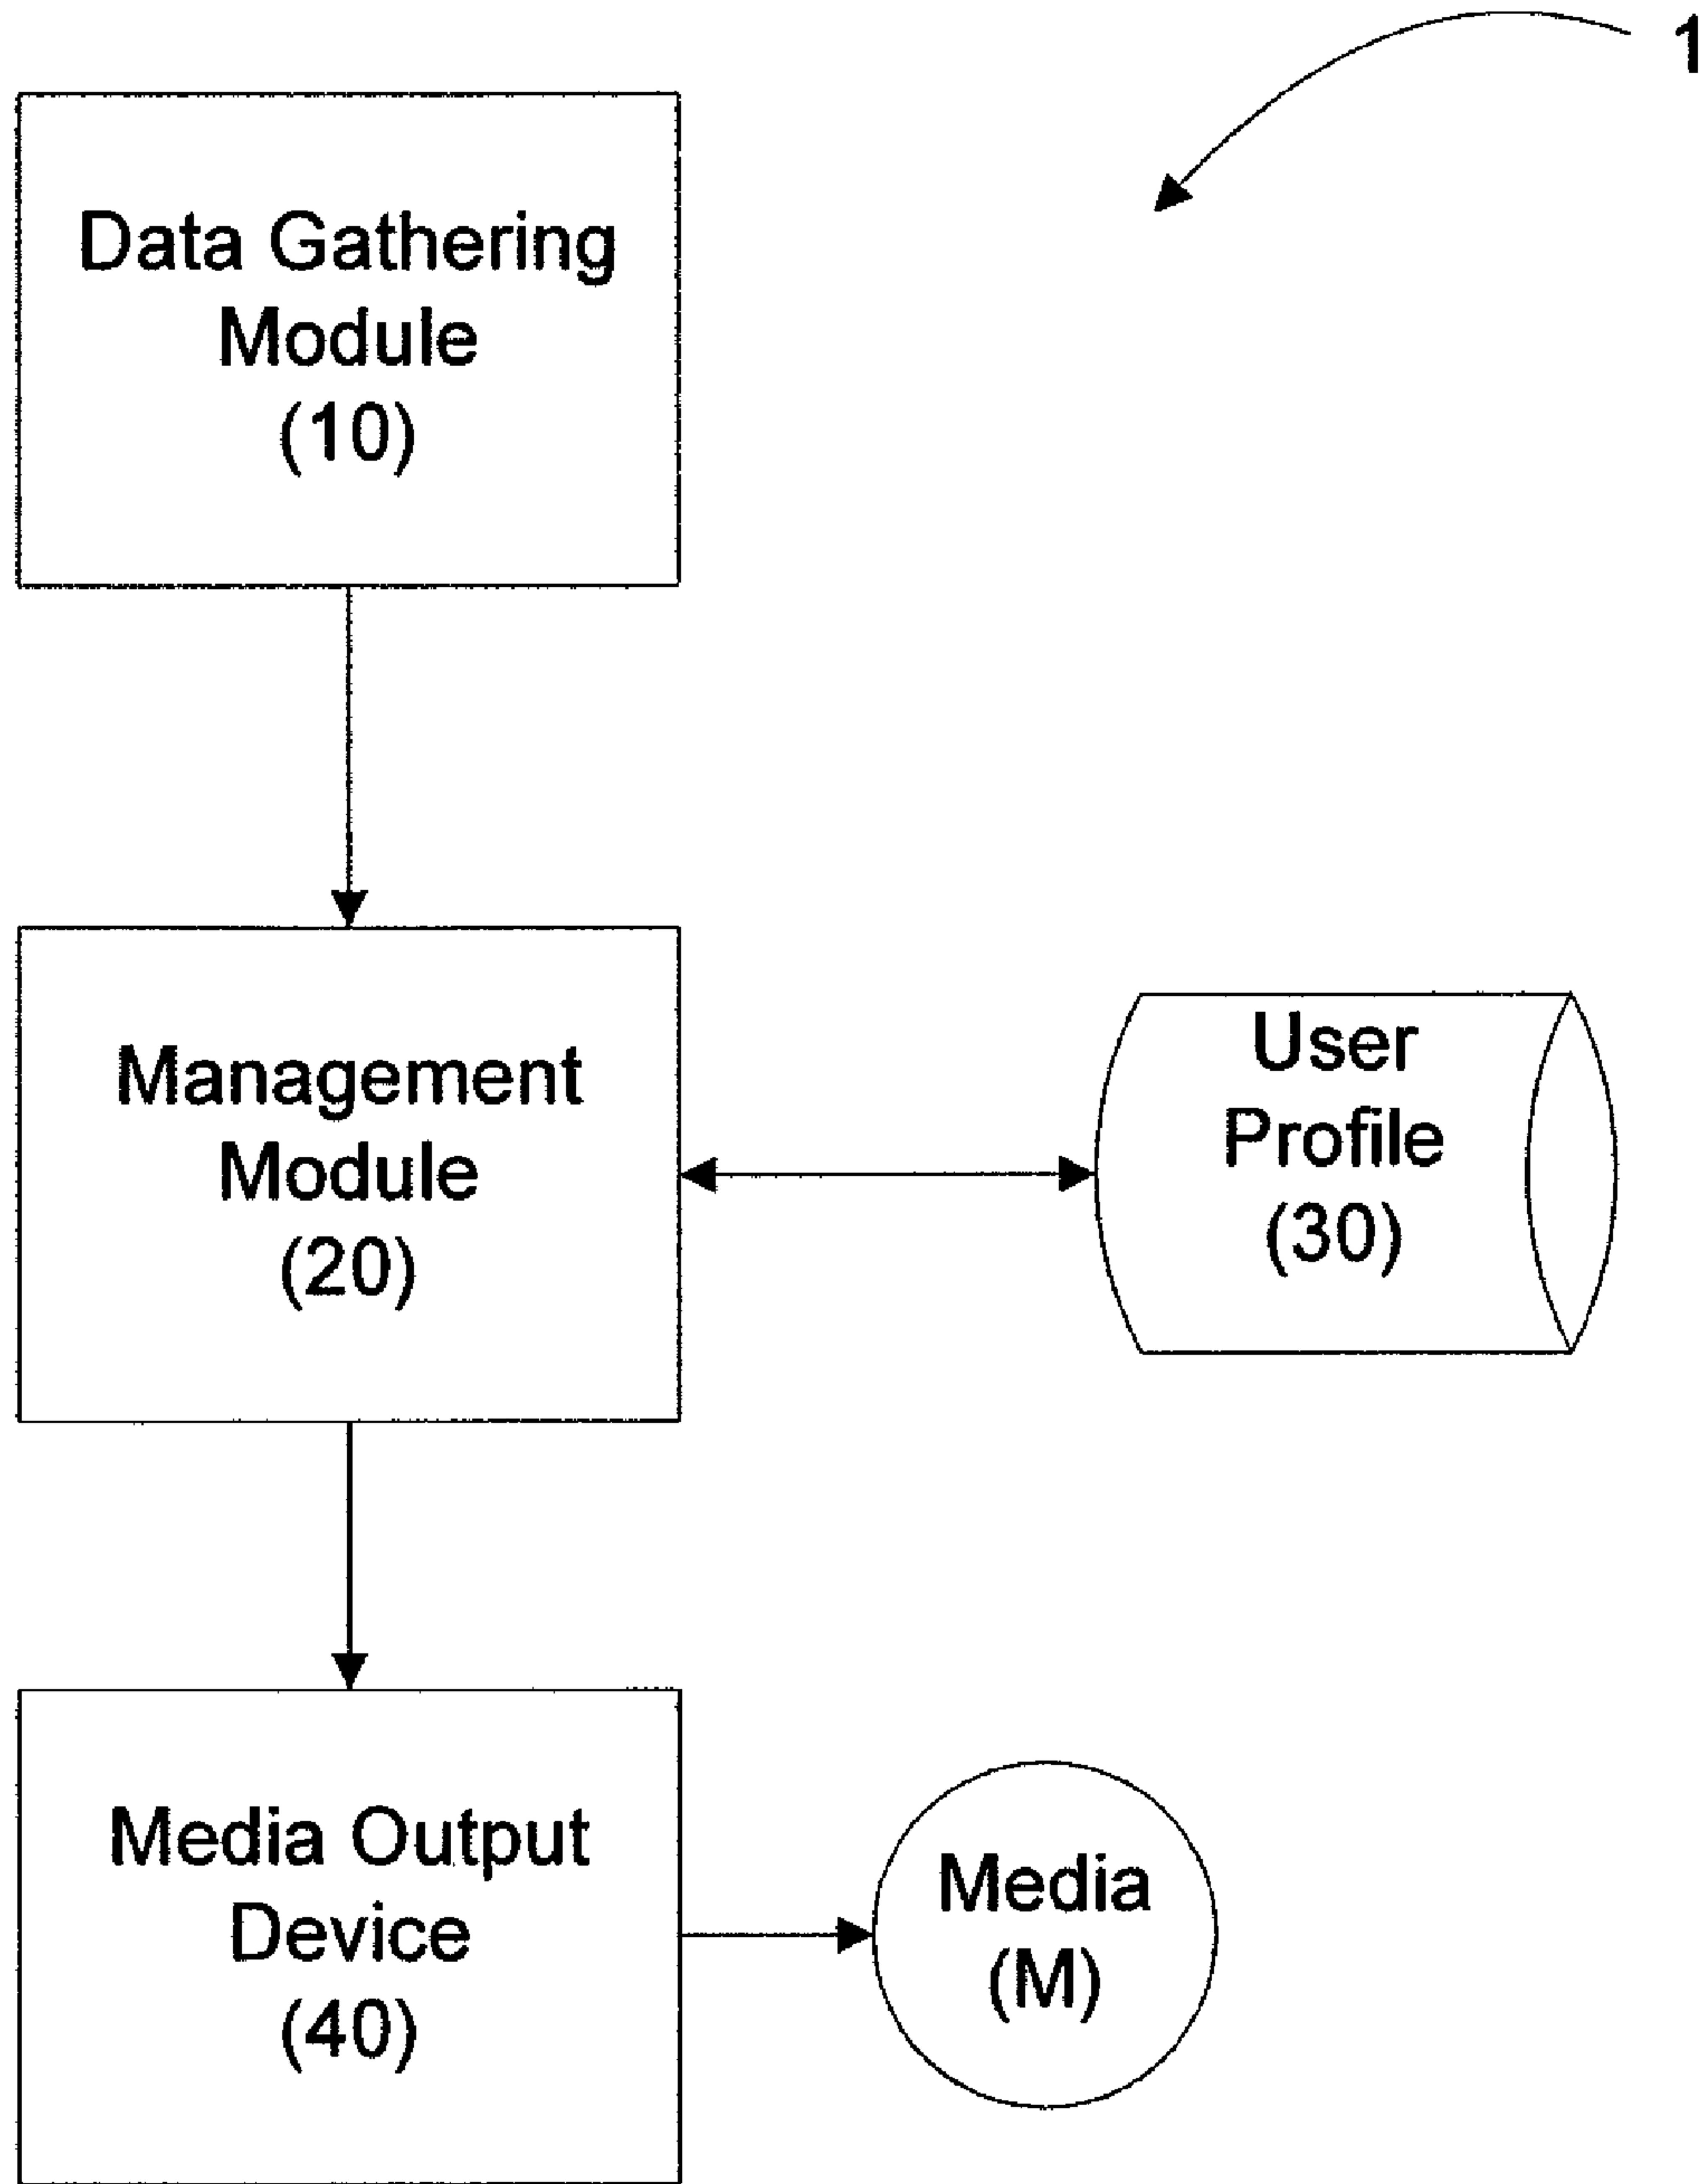 1
Data Gathering
Module
(10)
Management
Module
(20)
User
Profile
(30)
Media Output
Device
(40)
Media
(M)